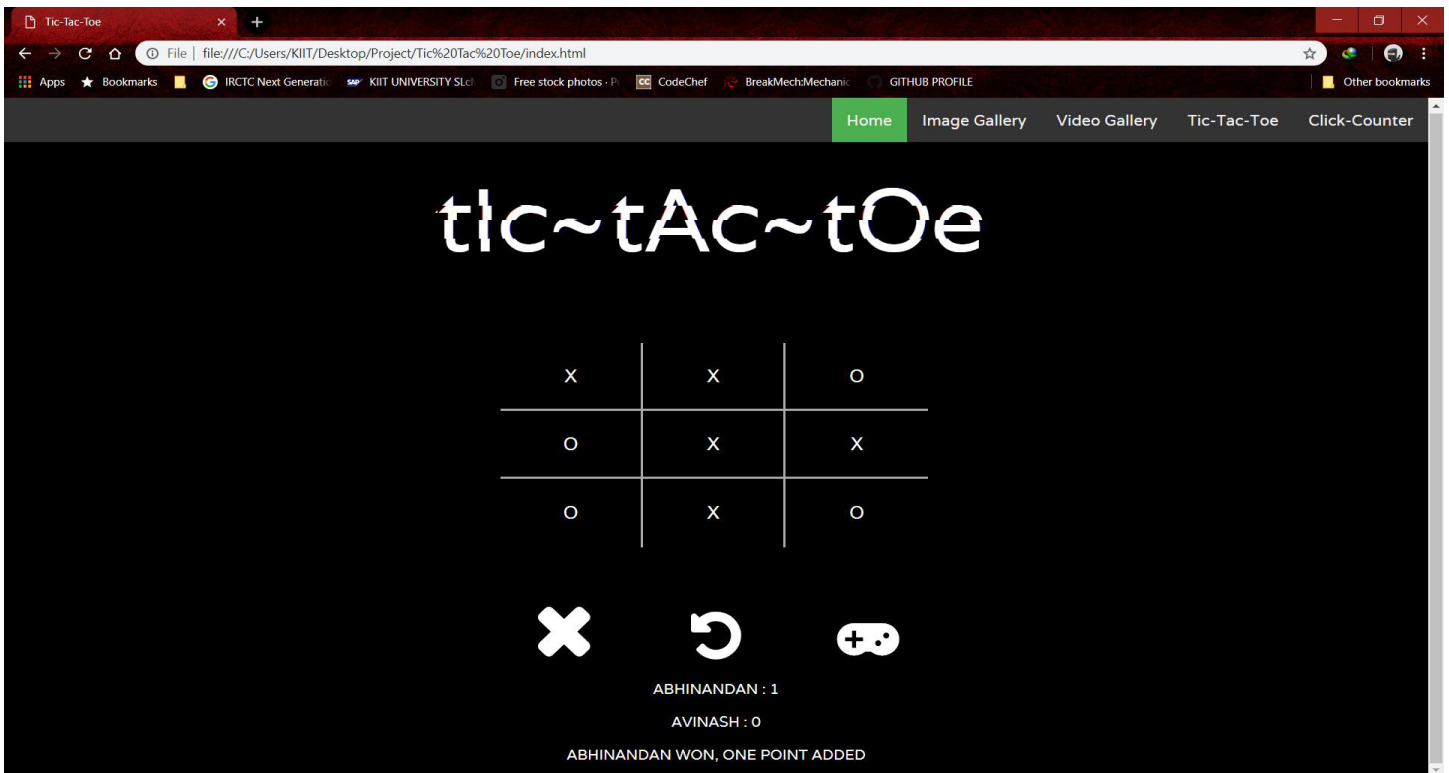 Tic-Tac-Toe
File | file:///C:/Users/KIIT/Desktop/Project/Tic%20Tac%20Toe/index.html
Apps Bookmarks IRCTC Next Generatio KIIT UNIVERSITY SLcM Free stock photos · Pe CodeChef BreakMech:Mechanic GITHUB PROFILE Other bookmarks
Home Image Gallery Video Gallery Tic-Tac-Toe Click-Counter
tIc~tAc~tOe
X X O
O X X
O X O
ABHINANDAN : 1
AVINASH : 0
ABHINANDAN WON, ONE POINT ADDED